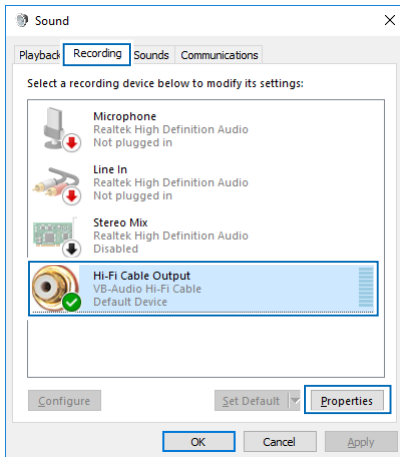 Sound
Playback Recording Sounds Communications
Select a recording device below to modify its settings:
Microphone
Realtek High Definition Audio
Not plugged in
Line In
Realtek High Definition Audio
Not plugged in
Stereo Mix
Realtek High Definition Audio
Disabled
Hi-Fi Cable Output
VB-Audio Hi-Fi Cable
Default Device
Configure Set Default Properties
OK Cancel Apply